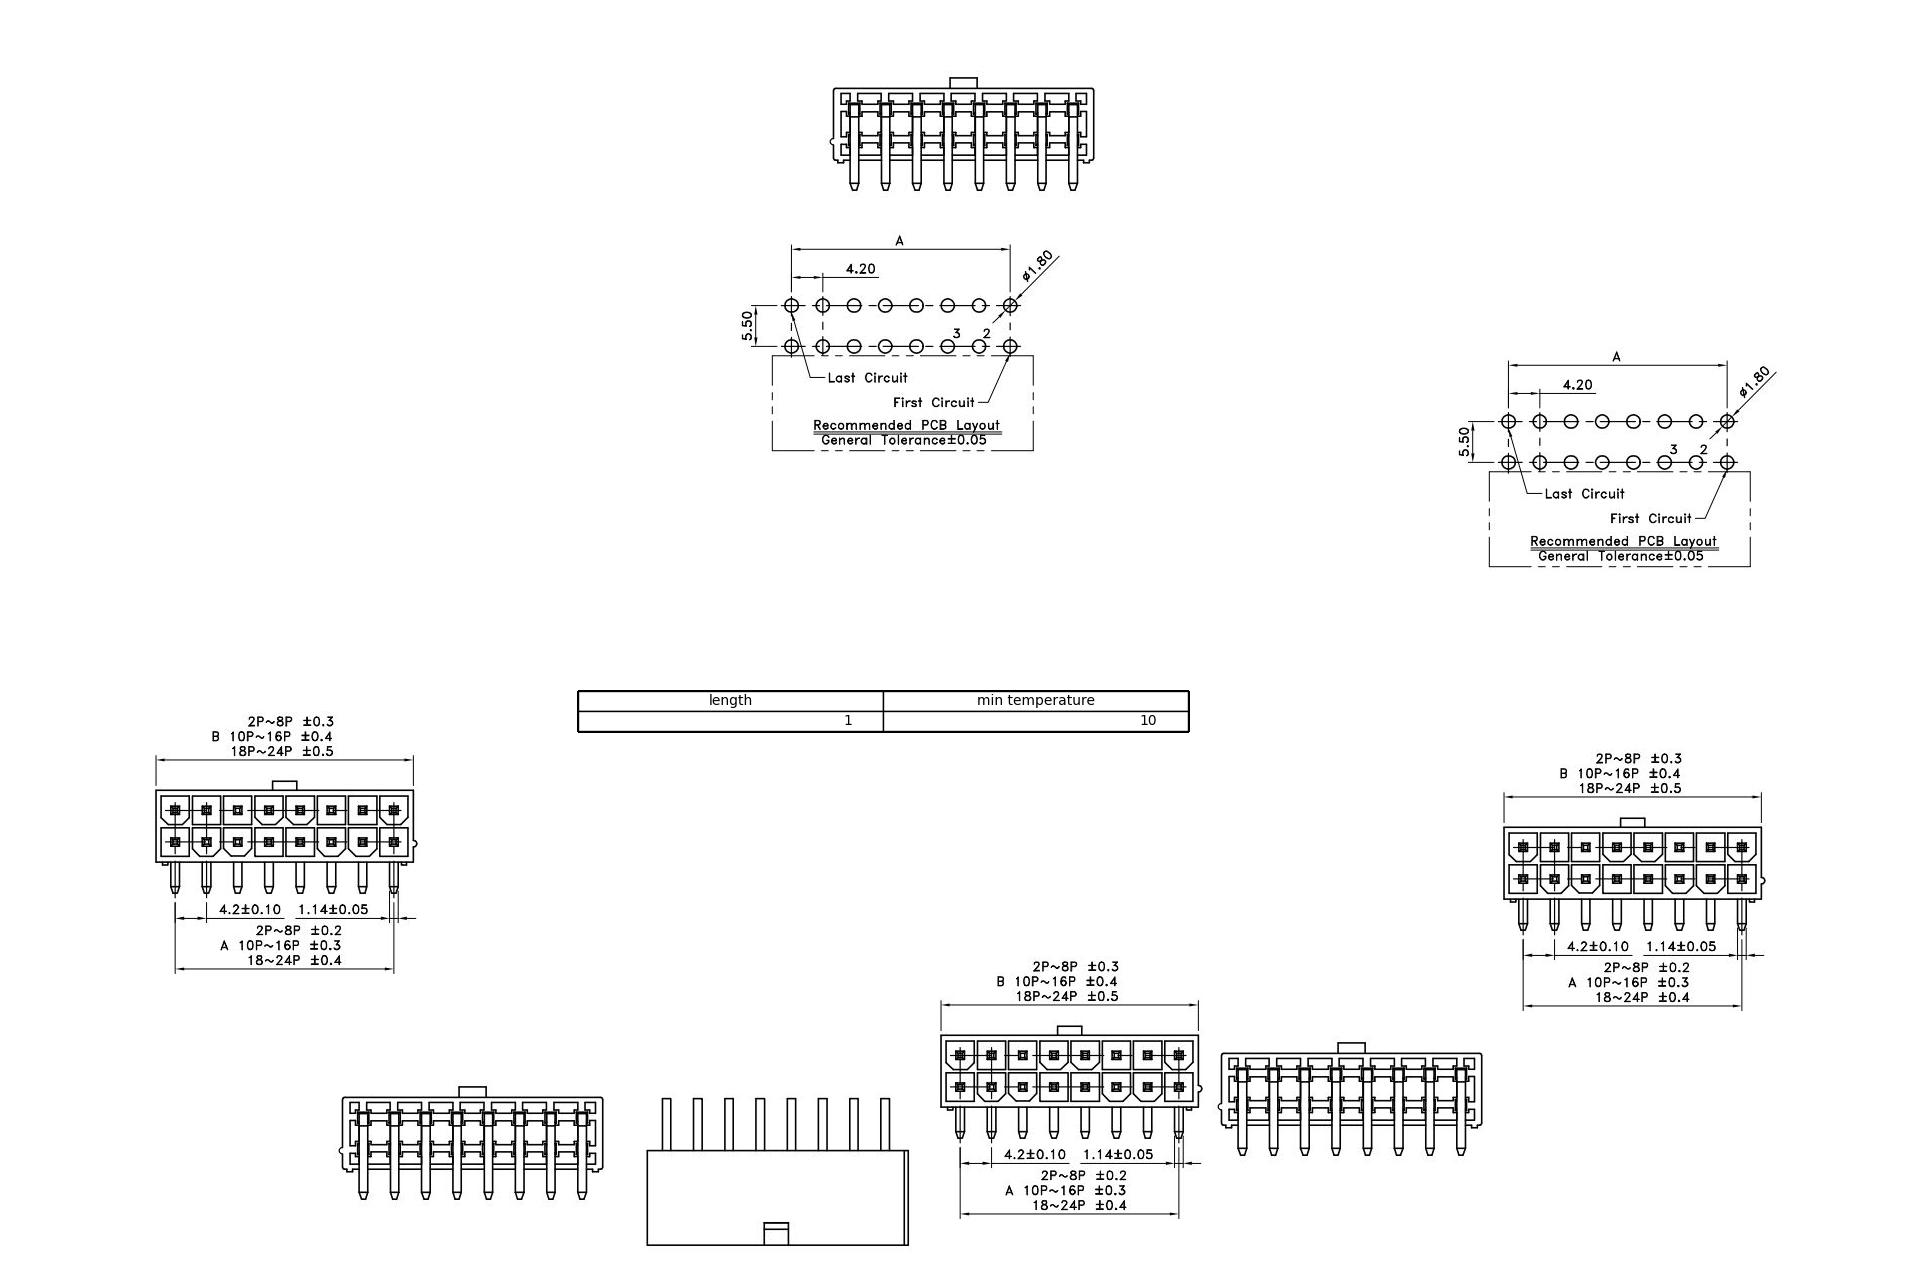 A
4.20
ø1.80
5.50
3 2
Last Circuit
First Circuit
Recommended PCB Layout
General Tolerance±0.05
A
4.20
ø1.80
5.50
3 2
Last Circuit
First Circuit
Recommended PCB Layout
General Tolerance±0.05
length min temperature
1 10
2P~8P ±0.3
B 10P~16P ±0.4
18P~24P ±0.5
4.2±0.10 1.14±0.05
2P~8P ±0.2
A 10P~16P ±0.3
18~24P ±0.4
2P~8P ±0.3
B 10P~16P ±0.4
18P~24P ±0.5
4.2±0.10 1.14±0.05
2P~8P ±0.2
A 10P~16P ±0.3
18~24P ±0.4
2P~8P ±0.3
B 10P~16P ±0.4
18P~24P ±0.5
4.2±0.10 1.14±0.05
2P~8P ±0.2
A 10P~16P ±0.3
18~24P ±0.4